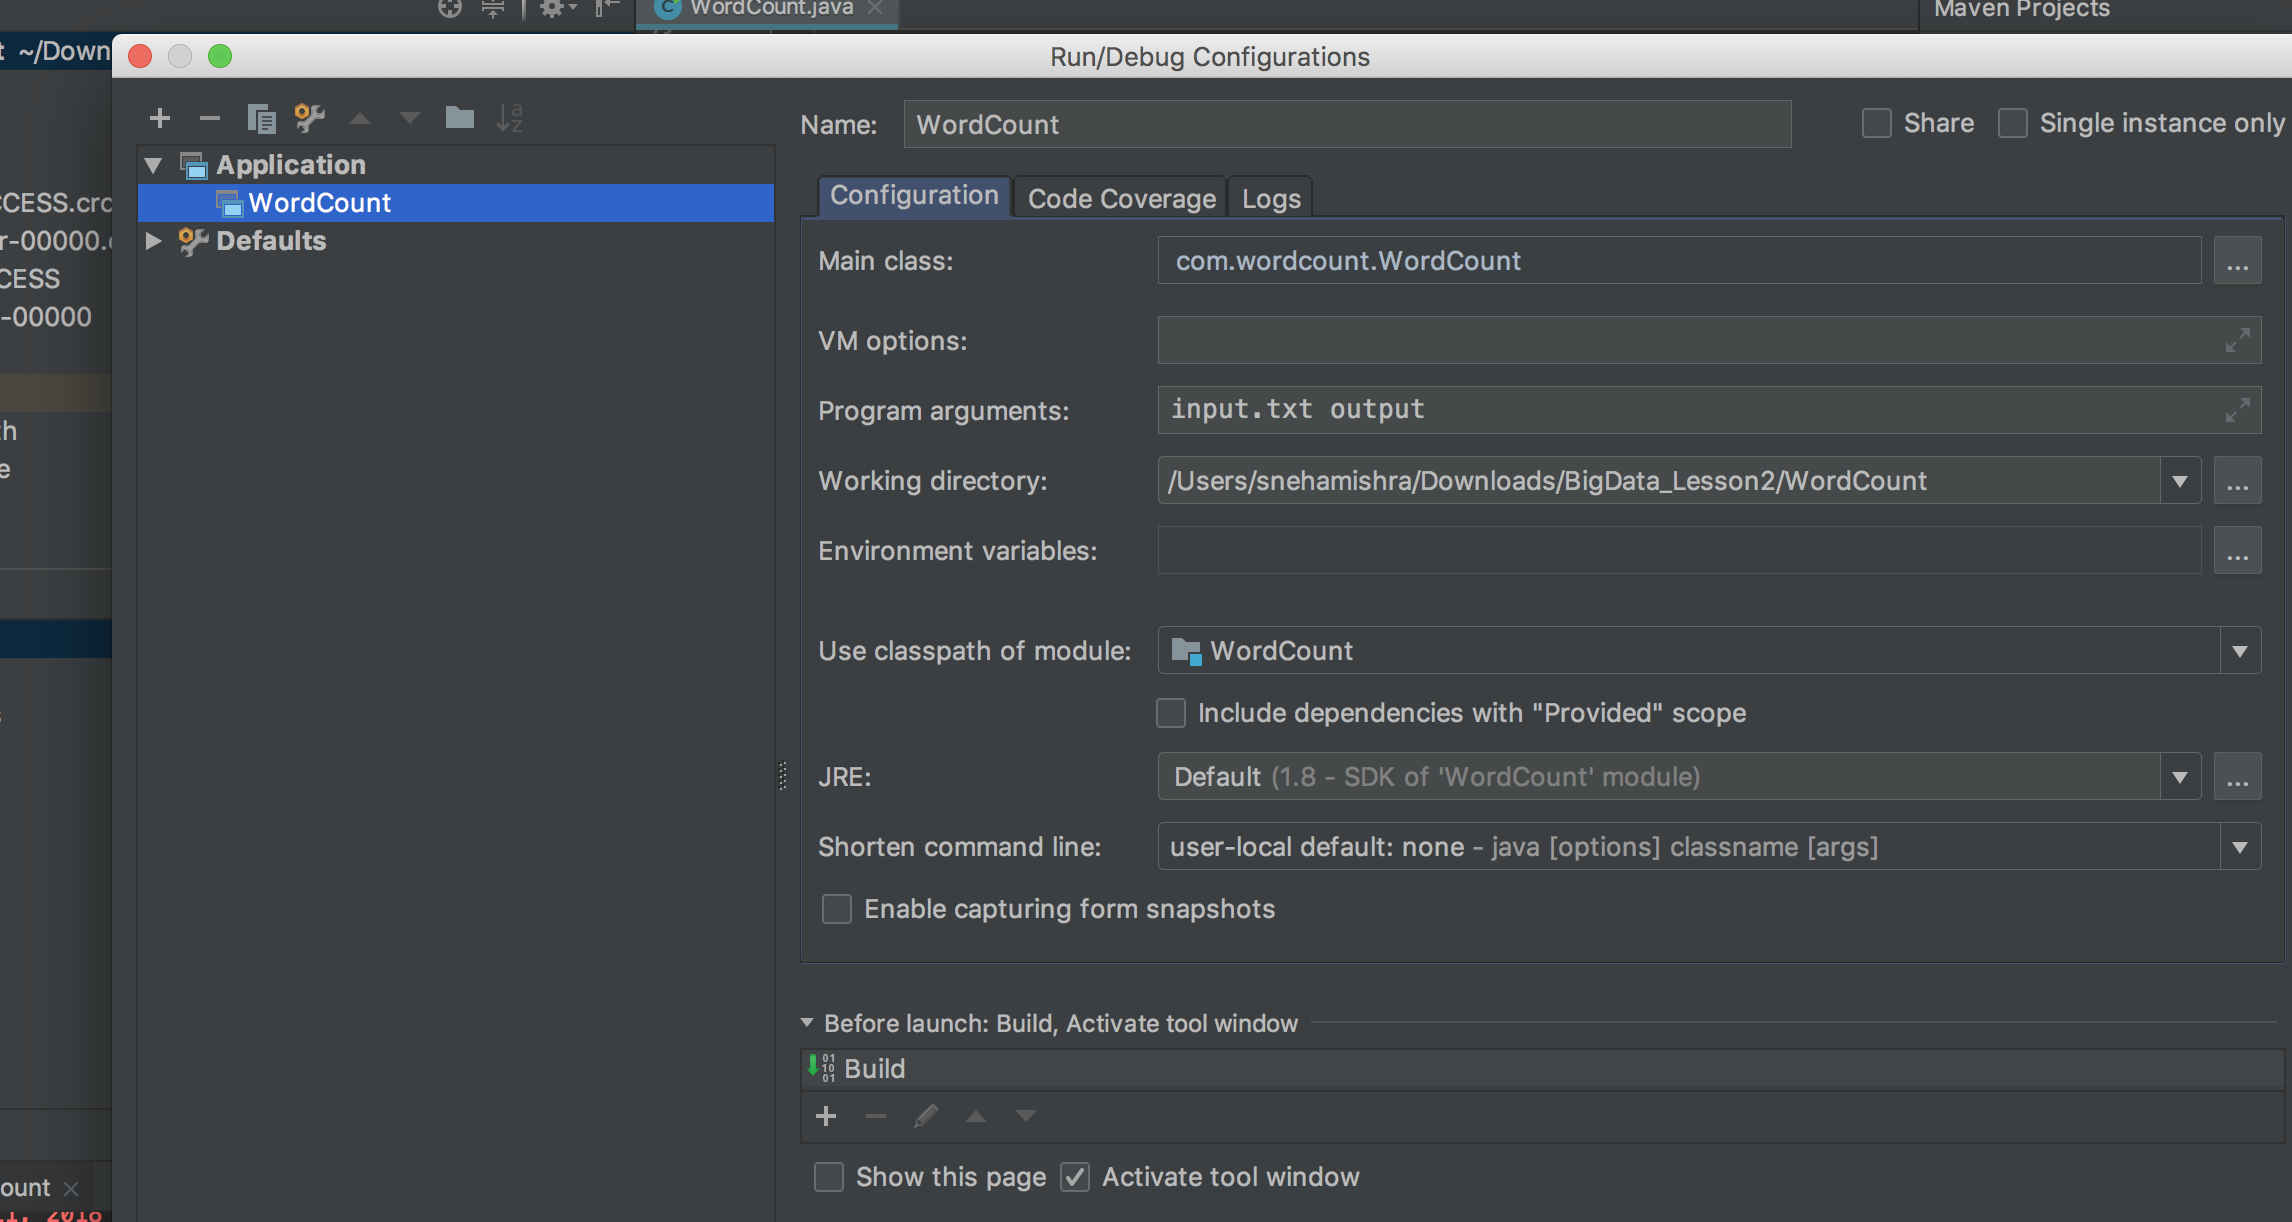 WordCount.java
Maven Projects
~/Down
Run/Debug Configurations
Name: WordCount
Share
Single instance only
Application
WordCount
Defaults
CCESS.crc
r-00000.
CESS
-00000
th
e
Configuration
Code Coverage
Logs
Main class: com.wordcount.WordCount ...
VM options:
Program arguments: input.txt output
Working directory: /Users/snehamishra/Downloads/BigData_Lesson2/WordCount ...
Environment variables: ...
Use classpath of module: WordCount
Include dependencies with "Provided" scope
JRE: Default (1.8 - SDK of 'WordCount' module) ...
Shorten command line: user-local default: none - java [options] classname [args]
Enable capturing form snapshots
Before launch: Build, Activate tool window
Build
Show this page
Activate tool window
ount
2018